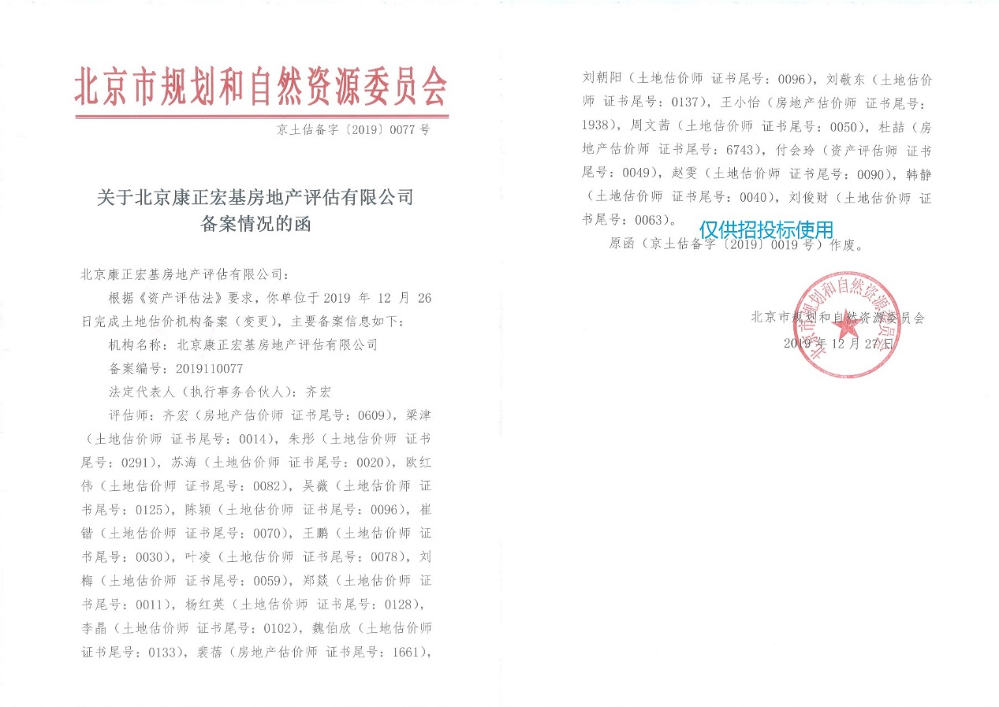 北京市规划和自然资源委员会
京土估备字〔2019〕0077 号
关于北京康正宏基房地产评估有限公司
备案情况的函
北京康正宏基房地产评估有限公司：
根据《资产评估法》要求，你单位于2019 年 12 月 26
日完成土地估价机构备案（变更），主要备案信息如下：
机构名称：北京康正宏基房地产评估有限公司
备案编号：2019110077
法定代表人（执行事务合伙人）：齐宏
评估师：齐宏（房地产估价师 证书尾号：0609），梁津
（土地估价师 证书尾号：0014），朱彤（土地估价师 证书
尾号：0291），苏海（土地估价师 证书尾号：0020），欧红
伟（土地估价师 证书尾号：0082），吴薇（土地估价师 证
书尾号：0125），陈颖（土地估价师 证书尾号：0096），崔
锴（土地估价师 证书尾号：0070），王鹏（土地估价师 证
书尾号：0030），叶凌（土地估价师 证书尾号：0078），刘
梅（土地估价师 证书尾号：0059），郑燚（土地估价师 证
书尾号：0011），杨红英（土地估价师 证书尾号：0128），
李晶（土地估价师 证书尾号：0102），魏伯欣（土地估价师
证书尾号：0133），裴蓓（房地产估价师 证书尾号：1661），
刘朝阳（土地估价师 证书尾号：0096），刘敬东（土地估价
师 证书尾号：0137），王小怡（房地产估价师 证书尾号：
1938），周文茜（土地估价师 证书尾号：0050），杜喆（房
地产估价师 证书尾号：6743），付会玲（资产评估师 证书
尾号：0049），赵雯（土地估价师 证书尾号：0090），韩静
（土地估价师 证书尾号：0040），刘俊财（土地估价师 证
书尾号：0063）。
仅供招投标使用
原函（京土估备字〔2019〕0019 号）作废。
北京市规划和自然资源委员会
2019 年 12 月 27 日
北京市规划和自然资源委员会